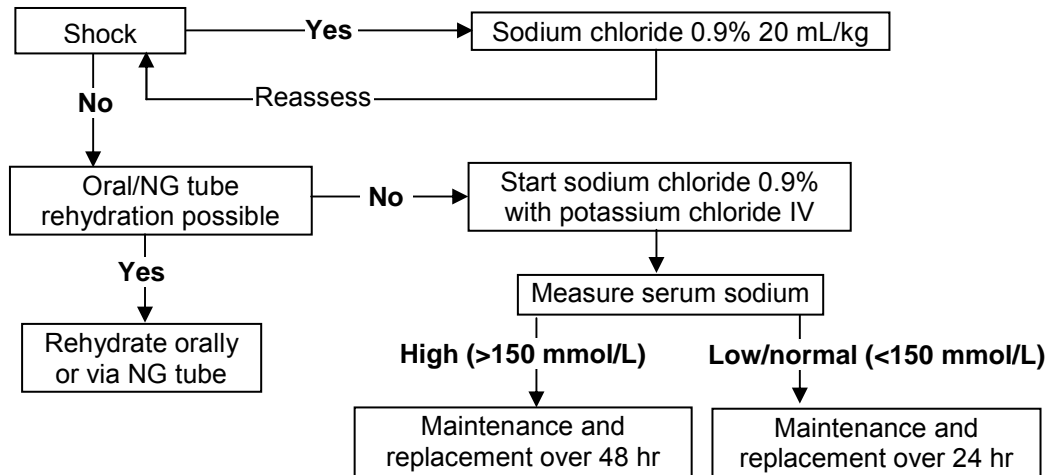 Shock
Yes
Sodium chloride 0.9% 20 mL/kg
Reassess
No
Oral/NG tube
rehydration possible
No
Start sodium chloride 0.9%
with potassium chloride IV
Yes
Measure serum sodium
Rehydrate orally
or via NG tube
High (>150 mmol/L)
Low/normal (<150 mmol/L)
Maintenance and
replacement over 48 hr
Maintenance and
replacement over 24 hr